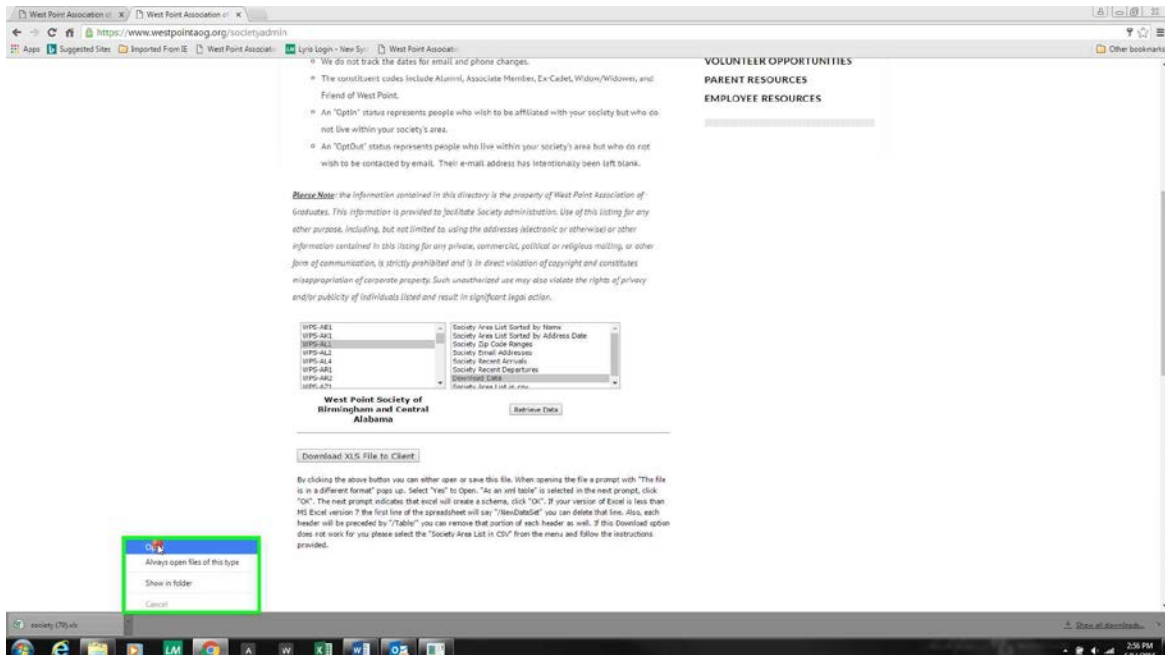 West Point Association of
West Point Association of
https://www.westpointaog.org/societyadmin
Apps Suggested Sites Imported From IE West Point Associati Lyris Login - New Sy West Point Associati
Other bookmarks
We do not track the dates for email and phone changes.
The constituent codes include Alumni, Associate Member, Ex-Cadet, Widow/Widower, and
Friend of West Point.
An "OptIn" status represents people who wish to be affiliated with your society but who do
not live within your society's area.
An "OptOut" status represents people who live within your society's area but who do not
wish to be contacted by email. Their e-mail address has intentionally been left blank.
VOLUNTEER OPPORTUNITIES
PARENT RESOURCES
EMPLOYEE RESOURCES
Please Note: the information contained in this directory is the property of West Point Association of
Graduates. This information is provided to facilitate Society administration. Use of this listing for any
other purpose, including, but not limited to, using the addresses (electronic or otherwise) or other
information contained in this listing for any private, commercial, political or religious mailing, or other
form of communication, is strictly prohibited and is in direct violation of copyright and constitutes
misappropriation of corporate property. Such unauthorized use may also violate the rights of privacy
and/or publicity of individuals listed and result in significant legal action.
WPS-AE1
WPS-AK1
WPS-AL1
WPS-AL2
WPS-AL4
WPS-AR1
WPS-AR2
WPS-AZ1
Society Area List Sorted by Name
Society Area List Sorted by Address Date
Society Zip Code Ranges
Society Email Addresses
Society Recent Arrivals
Society Recent Departures
Download Data
Society Area List in csv
West Point Society of
Birmingham and Central
Alabama
Retrieve Data
Download XLS File to Client
By clicking the above button you can either open or save this file. When opening the file a prompt with "The file
is in a different format" pops up. Select "Yes" to Open. "As an xml table" is selected in the next prompt, click
"OK". The next prompt indicates that excel will create a schema, click "OK". If your version of Excel is less than
MS Excel version 7 the first line of the spreadsheet will say "/NewDataSet" you can delete that line. Also, each
header will be preceded by "/Table/" you can remove that portion of each header as well. If this Download option
does not work for you please select the "Society Area List in CSV" from the menu and follow the instructions
provided.
Always open files of this type
Show in folder
Cancel
society (79).xls
Show all downloads...
LM A W
2:56 PM